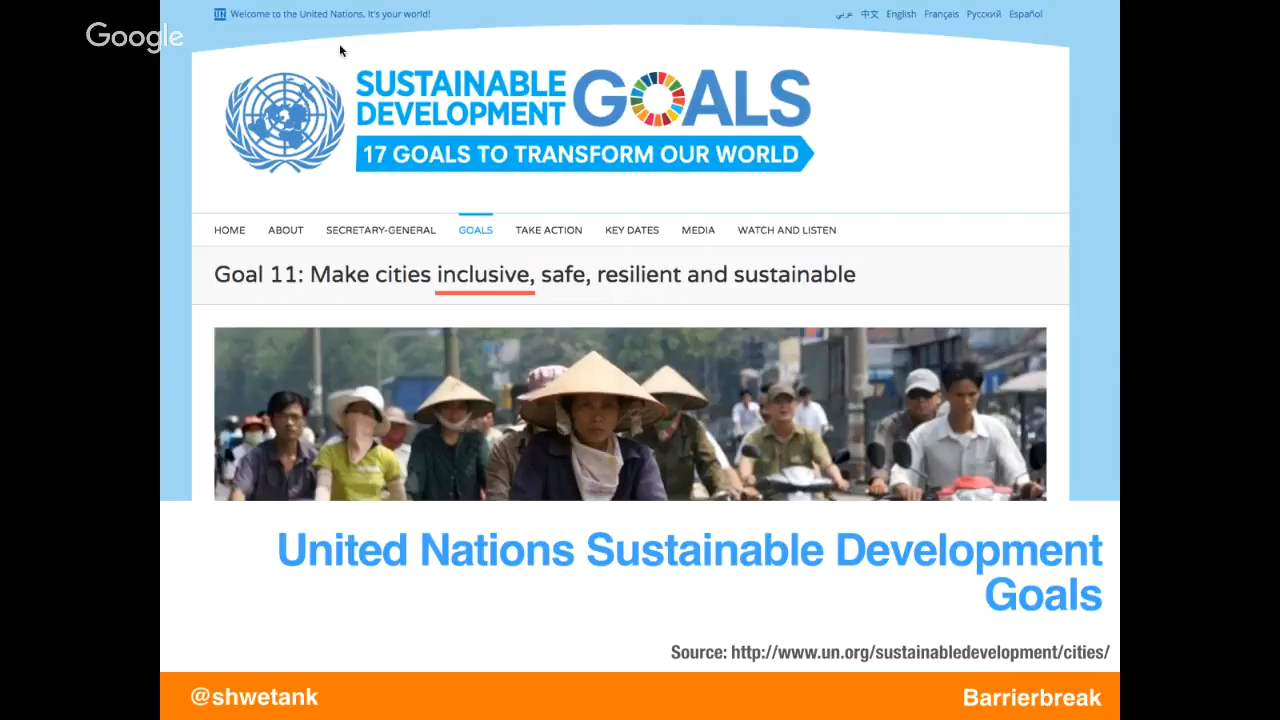 Google
UN Welcome to the United Nations. It's your world!
عربي 中文 English Français Русский Español
SUSTAINABLE
DEVELOPMENT
GOALS
17 GOALS TO TRANSFORM OUR WORLD
HOME ABOUT SECRETARY-GENERAL GOALS TAKE ACTION KEY DATES MEDIA WATCH AND LISTEN
Goal 11: Make cities inclusive, safe, resilient and sustainable
United Nations Sustainable Development
Goals
Source: http://www.un.org/sustainabledevelopment/cities/
@shwetank
Barrierbreak